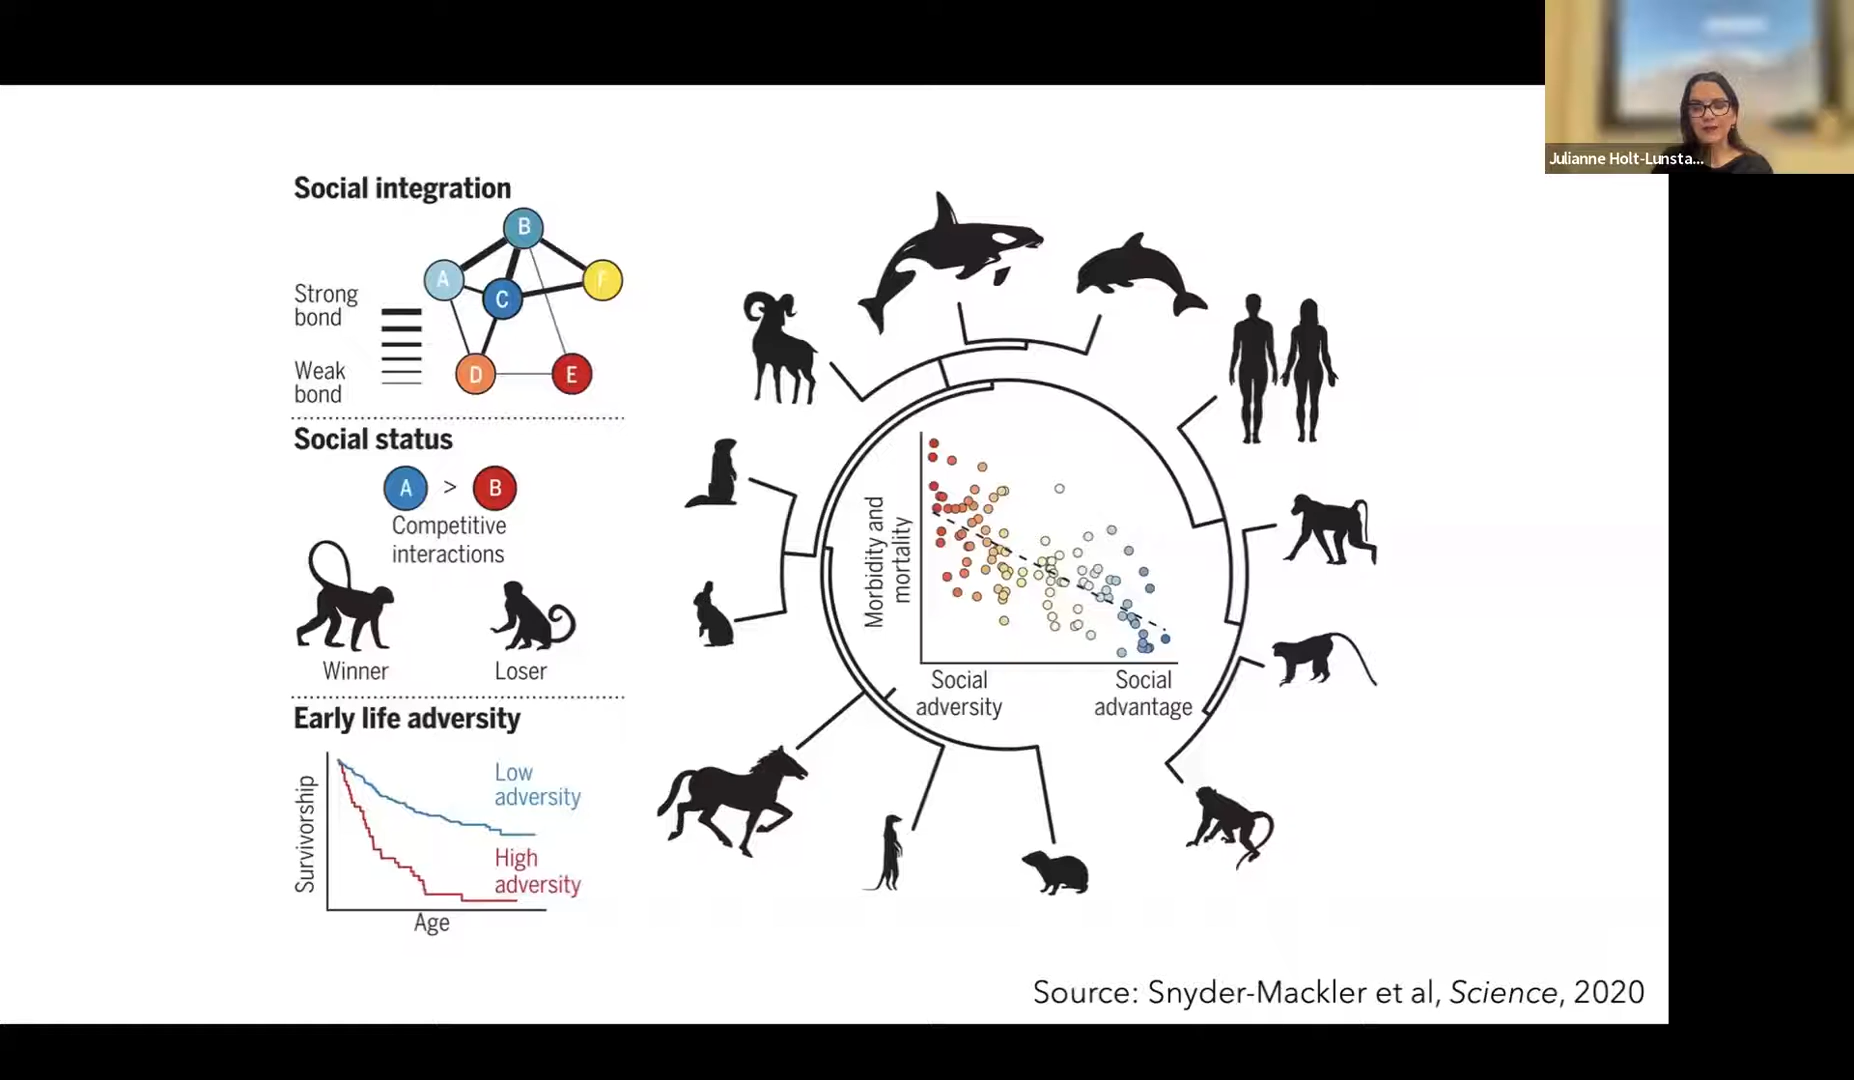 Julianne Holt-Lunsta...
Social integration
B
A
F
C
Strong
bond
Weak
bond
D
E
Social status
A > B
Competitive
interactions
Winner
Loser
Early life adversity
Survivorship
Low
adversity
High
adversity
Age
Morbidity and
mortality
Social
adversity
Social
advantage
Source: Snyder-Mackler et al, Science, 2020